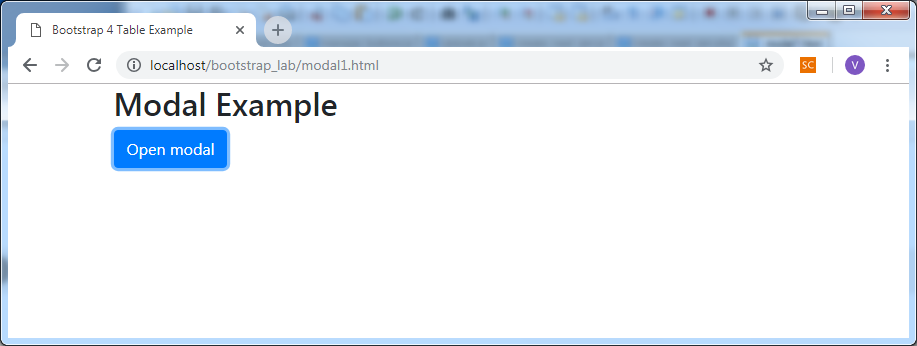 Bootstrap 4 Table Example
localhost/bootstrap_lab/modal1.html
SC
V
Modal Example
Open modal